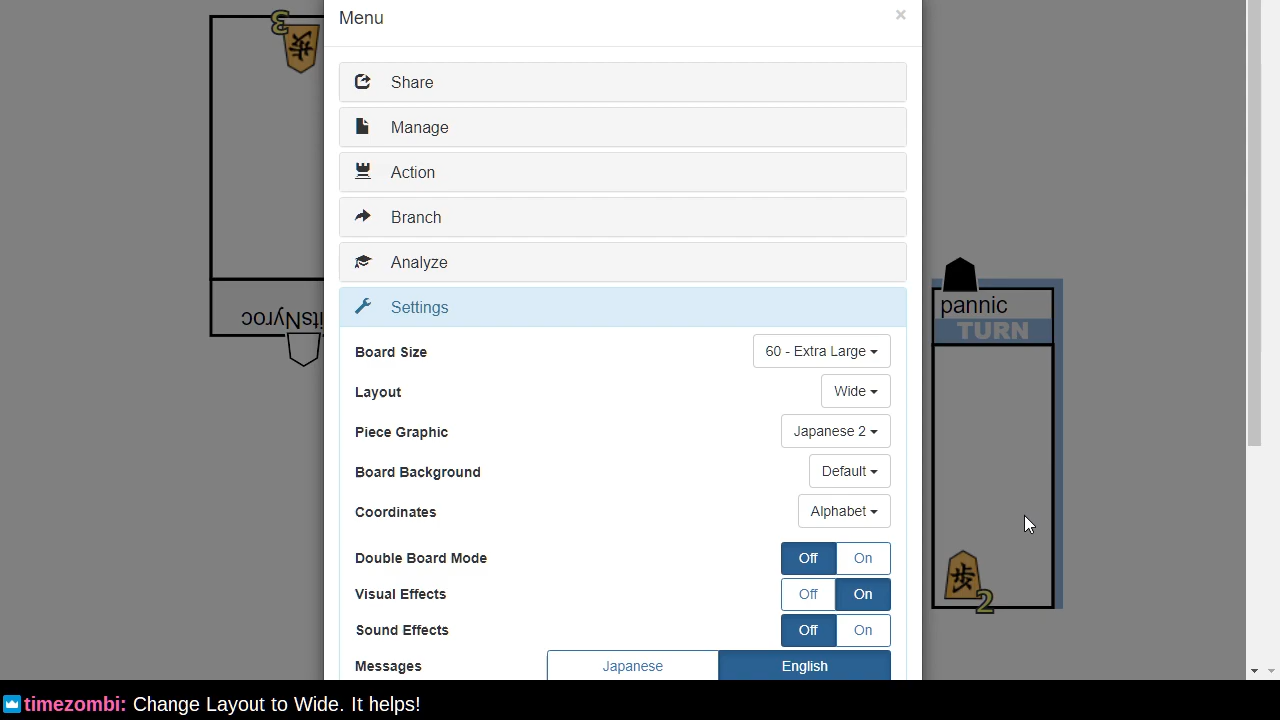 Menu ×
Share
Manage
Action
Branch
Analyze
Settings
Board Size 60 - Extra Large
Layout Wide
Piece Graphic Japanese 2
Board Background Default
Coordinates Alphabet
Double Board Mode Off On
Visual Effects Off On
Sound Effects Off On
Messages Japanese English
3
歩
itsNyroc
pannic
TURN
歩
2
timezombi: Change Layout to Wide. It helps!